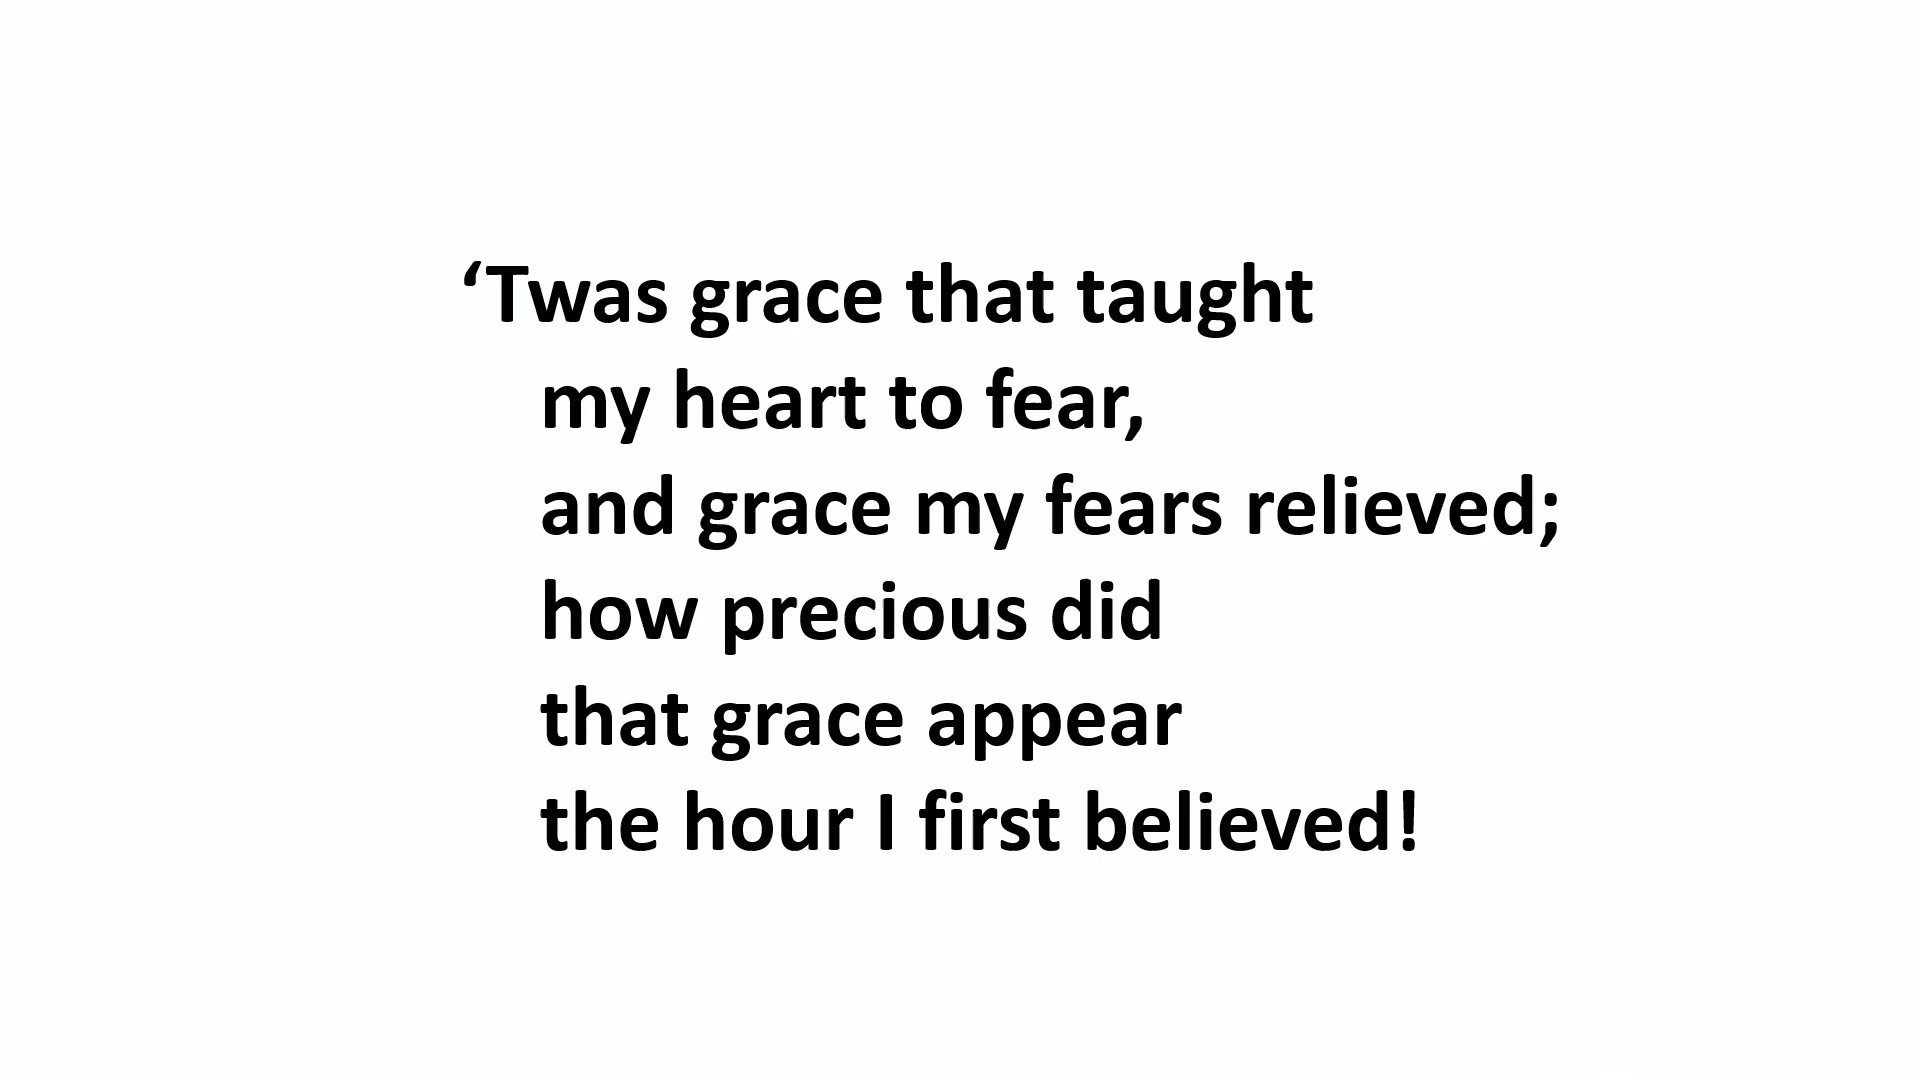 ‘Twas grace that taught
my heart to fear,
and grace my fears relieved;
how precious did
that grace appear
the hour I first believed!